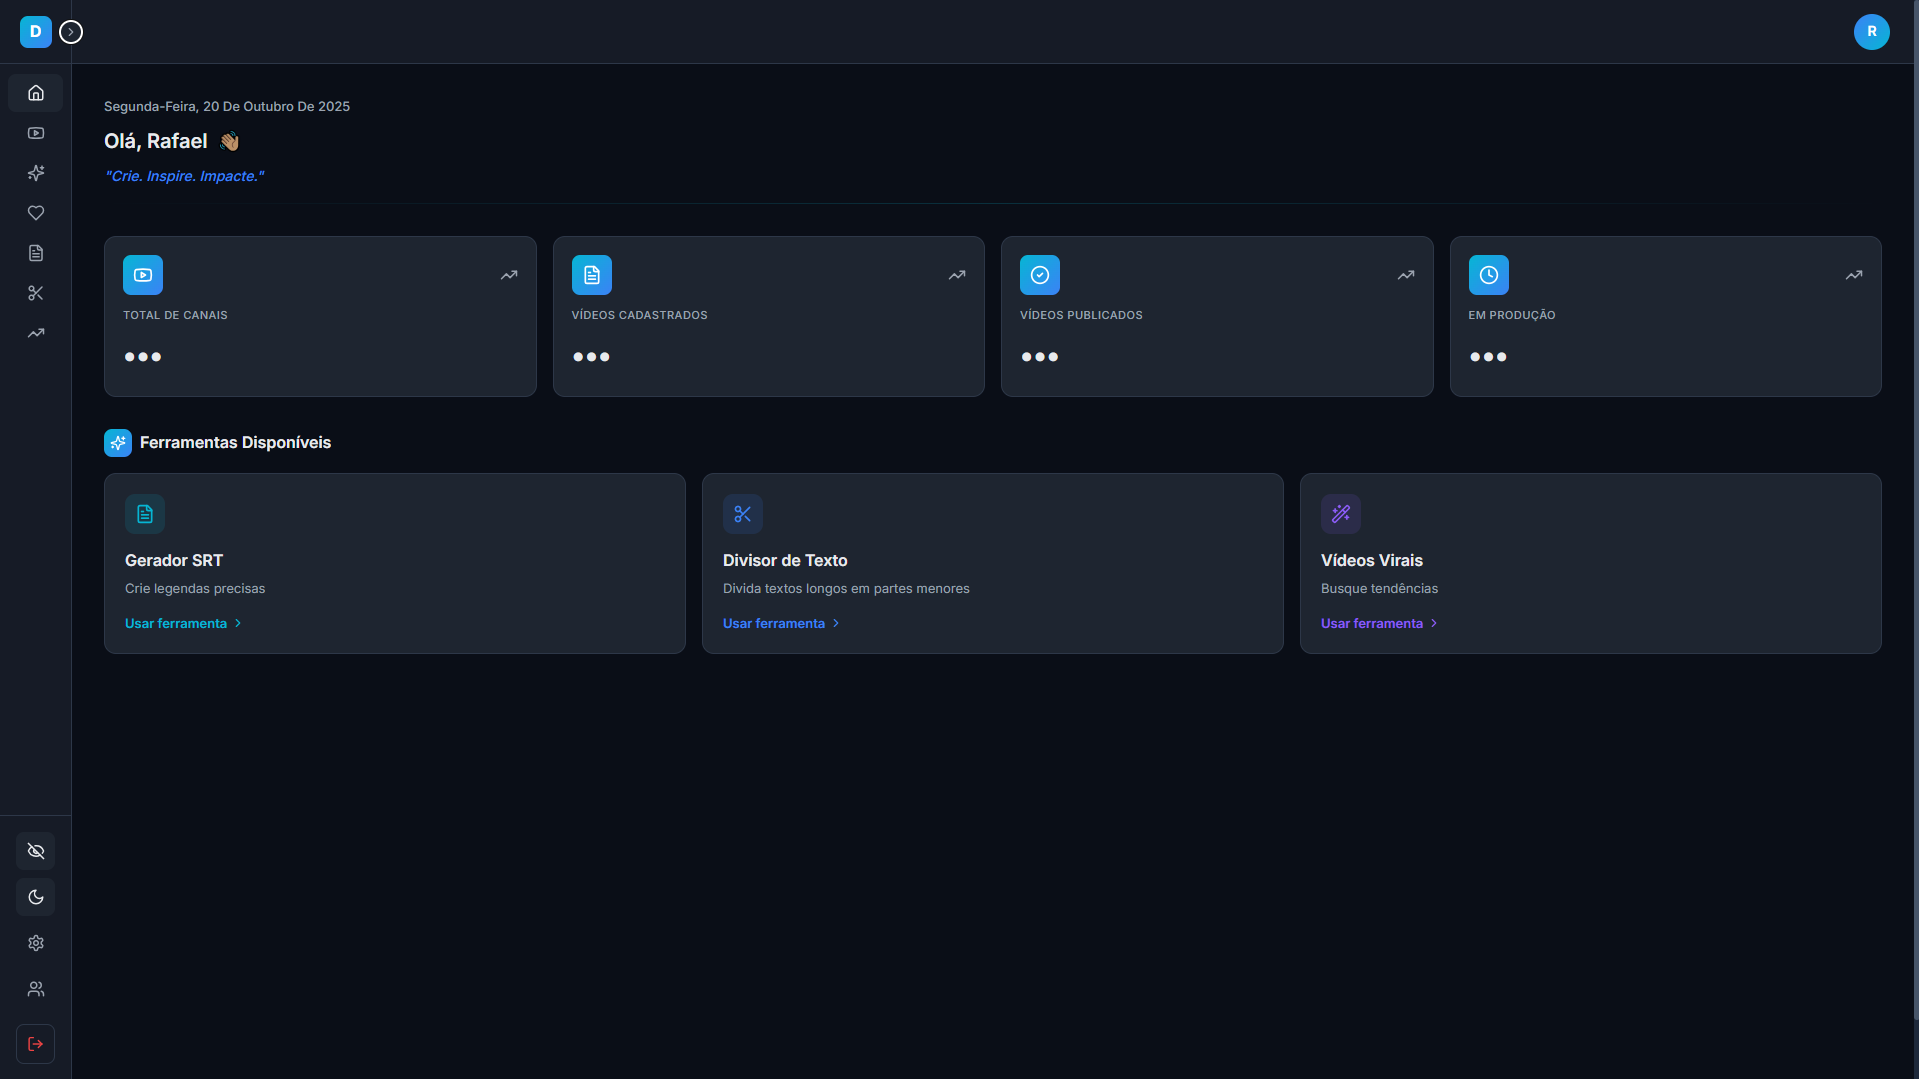 D
R
Segunda-Feira, 20 De Outubro De 2025
Olá, Rafael 👋🏽
"Crie. Inspire. Impacte."
TOTAL DE CANAIS
VÍDEOS CADASTRADOS
VÍDEOS PUBLICADOS
EM PRODUÇÃO
●●●
●●●
●●●
●●●
Ferramentas Disponíveis
Gerador SRT
Crie legendas precisas
Usar ferramenta
Divisor de Texto
Divida textos longos em partes menores
Usar ferramenta
Vídeos Virais
Busque tendências
Usar ferramenta